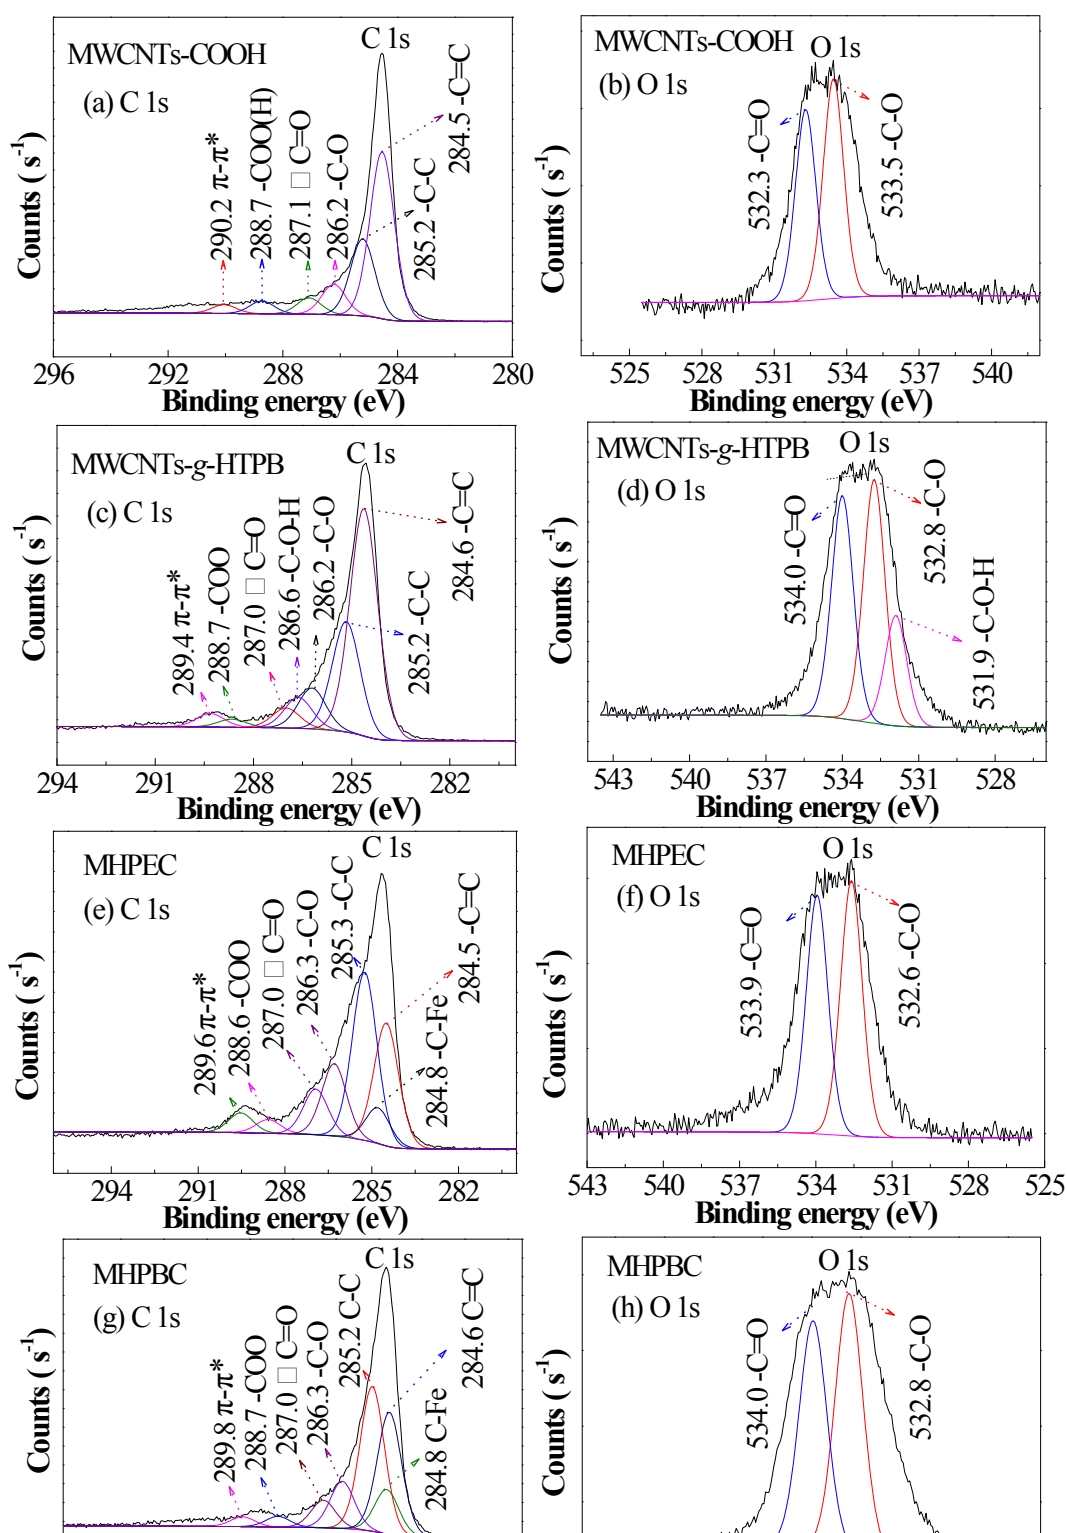 MWCNTs-COOH
(a) C 1s
C 1s
290.2 π-π*
288.7 -COO(H)
287.1 □ C=O
286.2 -C-O
285.2 -C-C
284.5 -C=C
Counts ( s⁻¹)
296 292 288 284 280
Binding energy (eV)
MWCNTs-COOH
(b) O 1s
O 1s
532.3 -C=O
533.5 -C-O
Counts ( s⁻¹)
525 528 531 534 537 540
Binding energy (eV)
MWCNTs-g-HTPB
(c) C 1s
C 1s
289.4 π-π*
288.7 -COO
287.0 □ C=O
286.6 -C-O-H
286.2 -C-O
285.2 -C-C
284.6 -C=C
Counts ( s⁻¹)
294 291 288 285 282
Binding energy (eV)
MWCNTs-g-HTPB
(d) O 1s
O 1s
534.0 -C=O
532.8 -C-O
531.9 -C-O-H
Counts ( s⁻¹)
543 540 537 534 531 528
Binding energy (eV)
MHPEC
(e) C 1s
C 1s
289.6 π-π*
288.6 -COO
287.0 □ C=O
286.3 -C-O
285.3 -C-C
284.8 -C-Fe
284.5 -C=C
Counts ( s⁻¹)
294 291 288 285 282
Binding energy (eV)
MHPEC
(f) O 1s
O 1s
533.9 -C=O
532.6 -C-O
Counts ( s⁻¹)
543 540 537 534 531 528 525
Binding energy (eV)
MHPBC
(g) C 1s
C 1s
289.8 π-π*
288.7 -COO
287.0 □ C=O
286.3 -C-O
285.2 C-C
284.8 C-Fe
284.6 C=C
Counts ( s⁻¹)
MHPBC
(h) O 1s
O 1s
534.0 -C=O
532.8 -C-O
Counts ( s⁻¹)